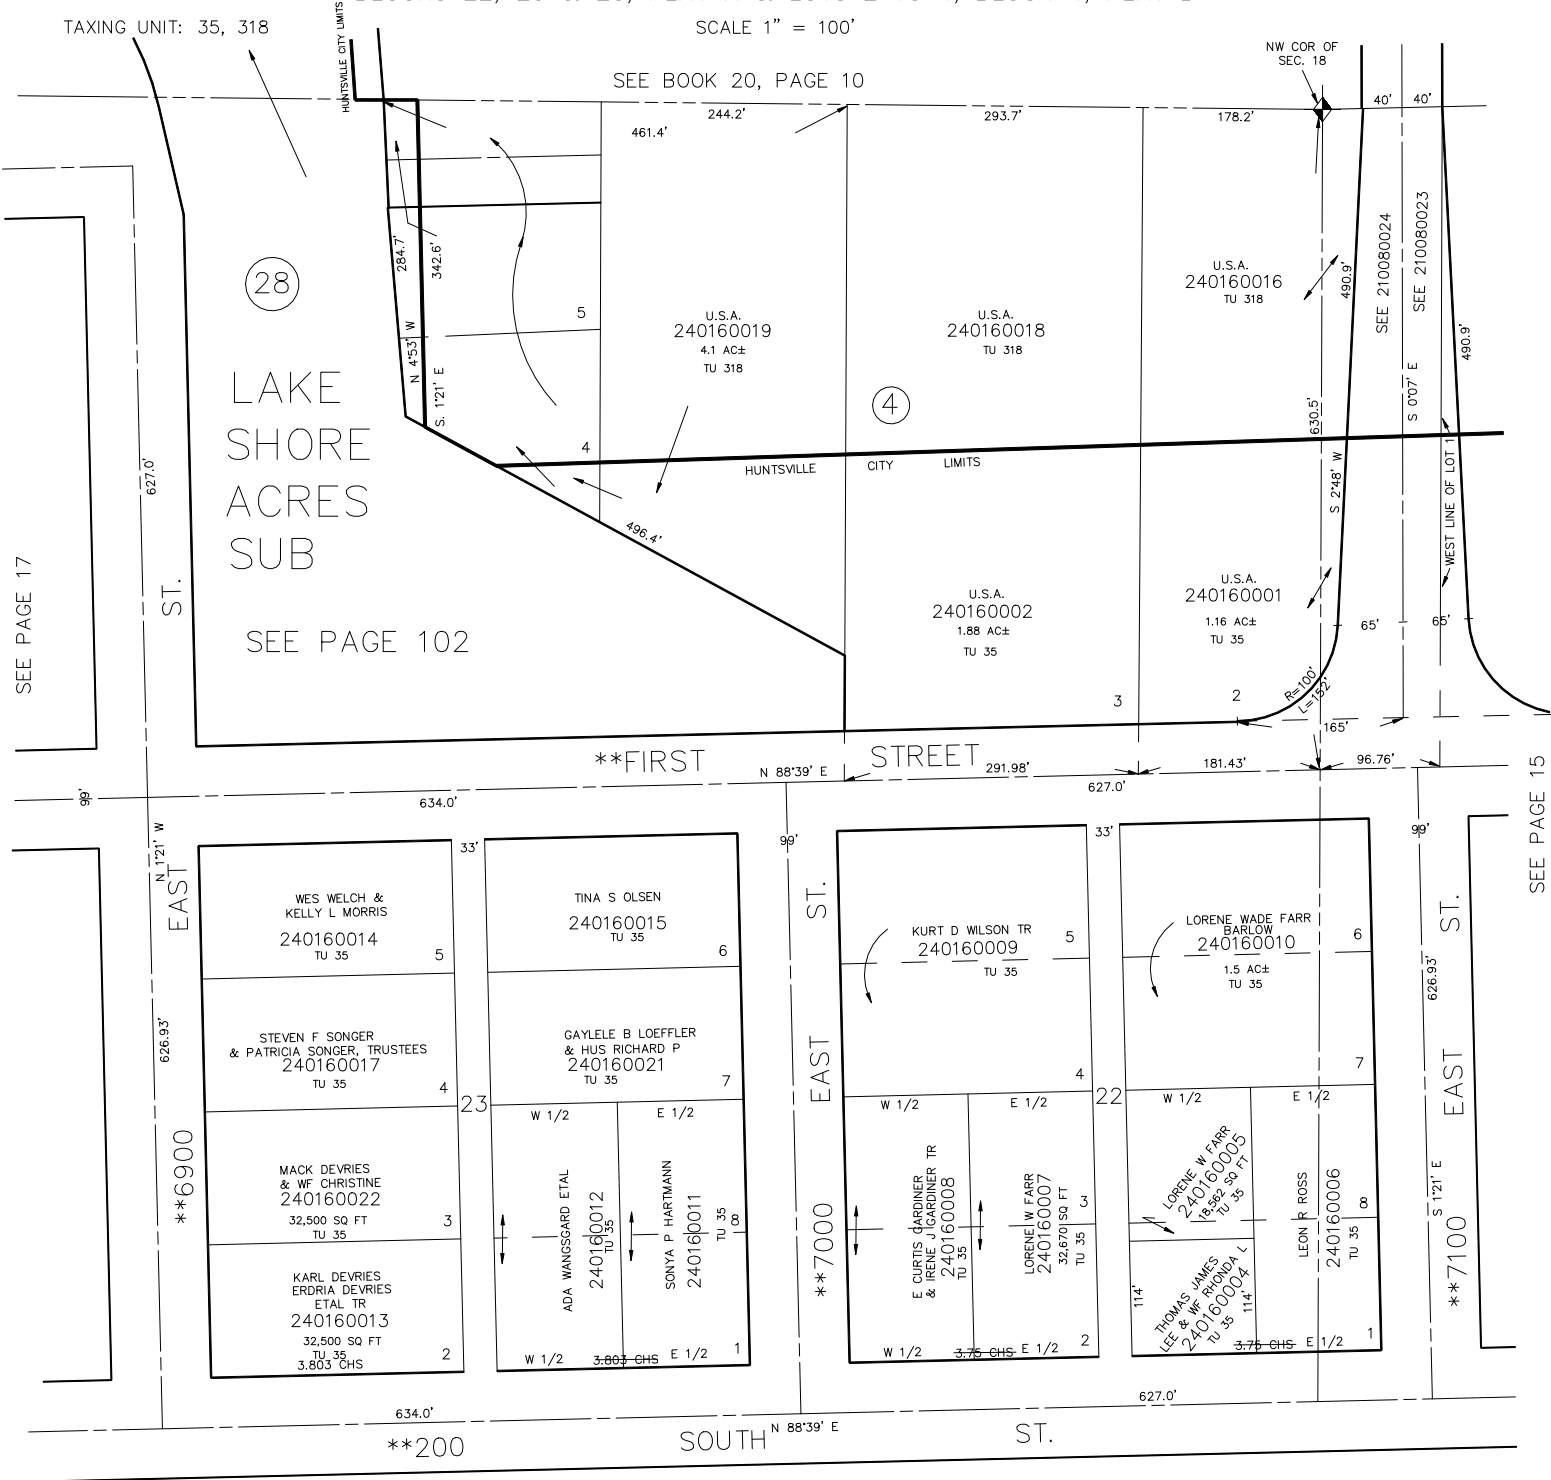 TAXING UNIT: 35, 318
SCALE 1" = 100'
HUNTSVILLE CITY LIMITS
SEE BOOK 20, PAGE 10
NW COR OF
SEC. 18
40' 40'
244.2'
461.4'
293.7'
178.2'
284.7'
342.6'
N 4°53' W
S. 1°21' E
28
LAKE
SHORE
ACRES
SUB
SEE PAGE 102
5
4
U.S.A.
240160019
4.1 AC±
TU 318
U.S.A.
240160018
TU 318
U.S.A.
240160016
TU 318
4
490.9'
SEE 210080024
SEE 210080023
490.9'
S 0°07' E
630.5'
S 2°48' W
WEST LINE OF LOT 1
HUNTSVILLE CITY LIMITS
496.4'
627.0'
ST.
SEE PAGE 17
U.S.A.
240160002
1.88 AC±
TU 35
3
U.S.A.
240160001
1.16 AC±
TU 35
2
65' 65'
R=100'
L=152'
165'
**FIRST STREET
N 88°39' E
291.98'
181.43'
96.76'
99'
634.0'
627.0'
SEE PAGE 15
N 1°21' W
EAST
33'
99'
33'
99'
WES WELCH &
KELLY L MORRIS
240160014
TU 35
5
TINA S OLSEN
240160015
TU 35
6
ST.
KURT D WILSON TR
240160009
TU 35
5
LORENE WADE FARR
BARLOW
240160010
1.5 AC±
TU 35
6
ST.
626.93'
626.93'
STEVEN F SONGER
& PATRICIA SONGER, TRUSTEES
240160017
TU 35
4
GAYLELE B LOEFFLER
& HUS RICHARD P
240160021
TU 35
7
EAST
4
7
EAST
23
22
W 1/2 E 1/2
W 1/2 E 1/2
W 1/2 E 1/2
**6900
MACK DEVRIES
& WF CHRISTINE
240160022
32,500 SQ FT
TU 35
3
KARL DEVRIES
ERDRIA DEVRIES
ETAL TR
240160013
32,500 SQ FT
TU 35
3.803 CHS
2
ADA WANGSGARD ETAL
240160012
TU 35
SONYA P HARTMANN
240160011
TU 35
8
W 1/2 3.803 CHS E 1/2
1
**7000
E CURTIS GARDINER
& IRENE J GARDINER TR
240160008
TU 35
LORENE W FARR
240160007
32,670 SQ FT
TU 35
3
W 1/2 3.75 CHS E 1/2
2
LORENE W FARR
240160005
18,562 SQ FT
TU 35
THOMAS JAMES
LEE & WF RHONDA L
240160004
TU 35
114'
114'
LEON R ROSS
240160006
TU 35
8
3.75 CHS E 1/2
1
S 1°21' E
**7100
634.0'
627.0'
**200 SOUTH ST.
N 88°39' E